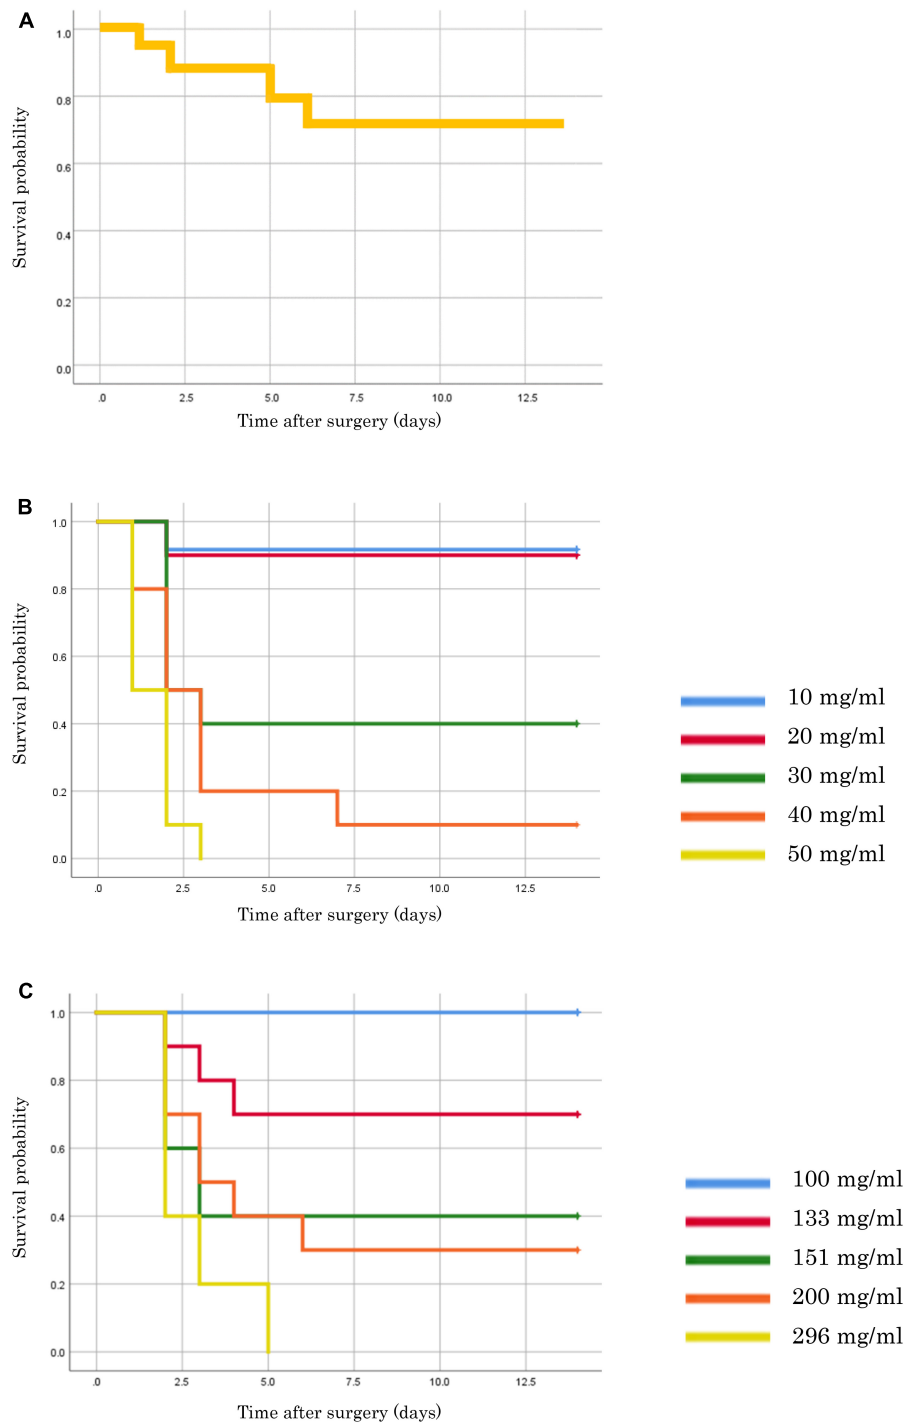 A
1.0
0.8
0.6
0.4
0.2
0.0
Survival probability
.0 2.5 5.0 7.5 10.0 12.5
Time after surgery (days)
B
1.0
0.8
0.6
0.4
0.2
0.0
Survival probability
.0 2.5 5.0 7.5 10.0 12.5
Time after surgery (days)
10 mg/ml
20 mg/ml
30 mg/ml
40 mg/ml
50 mg/ml
C
1.0
0.8
0.6
0.4
0.2
0.0
Survival probability
.0 2.5 5.0 7.5 10.0 12.5
Time after surgery (days)
100 mg/ml
133 mg/ml
151 mg/ml
200 mg/ml
296 mg/ml